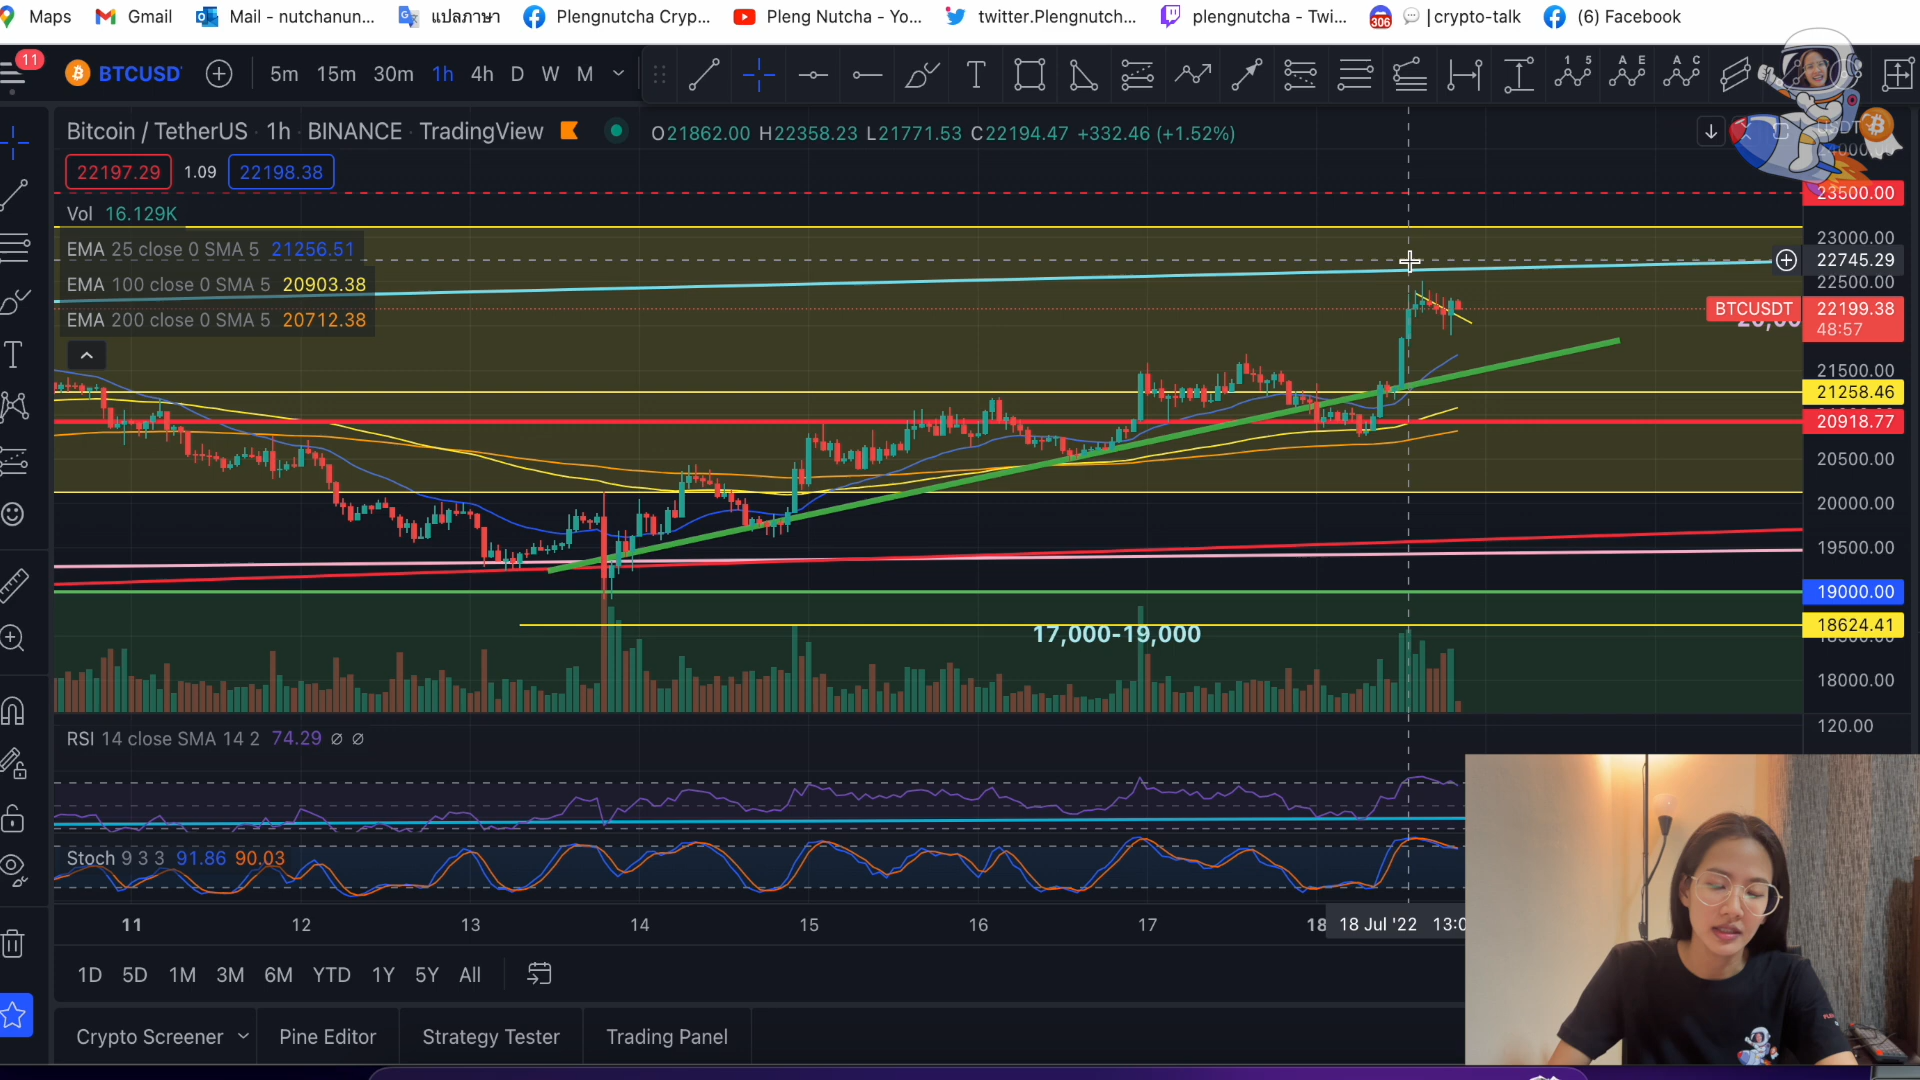 Maps Gmail Mail - nutchanun... แปลภาษา Plengnutcha Cryp... Pleng Nutcha - Yo... twitter.Plengnutch... plengnutcha - Twi... 306 | crypto-talk (6) Facebook
11 BTCUSD 5m 15m 30m 1h 4h D W M
Bitcoin / TetherUS · 1h · BINANCE · TradingView O21862.00 H22358.23 L21771.53 C22194.47 +332.46 (+1.52%)
22197.29 1.09 22198.38
23500.00
Vol 16.129K
23000.00
EMA 25 close 0 SMA 5 21256.51
22745.29
EMA 100 close 0 SMA 5 20903.38
22500.00
BTCUSDT 22199.38
EMA 200 close 0 SMA 5 20712.38
48:57
21500.00
21258.46
20918.77
20500.00
20000.00
19500.00
19000.00
18624.41
17,000-19,000
18000.00
120.00
RSI 14 close SMA 14 2 74.29 ∅ ∅
Stoch 9 3 3 91.86 90.03
11 12 13 14 15 16 17 18 18 Jul '22 13:0
1D 5D 1M 3M 6M YTD 1Y 5Y All
Crypto Screener Pine Editor Strategy Tester Trading Panel